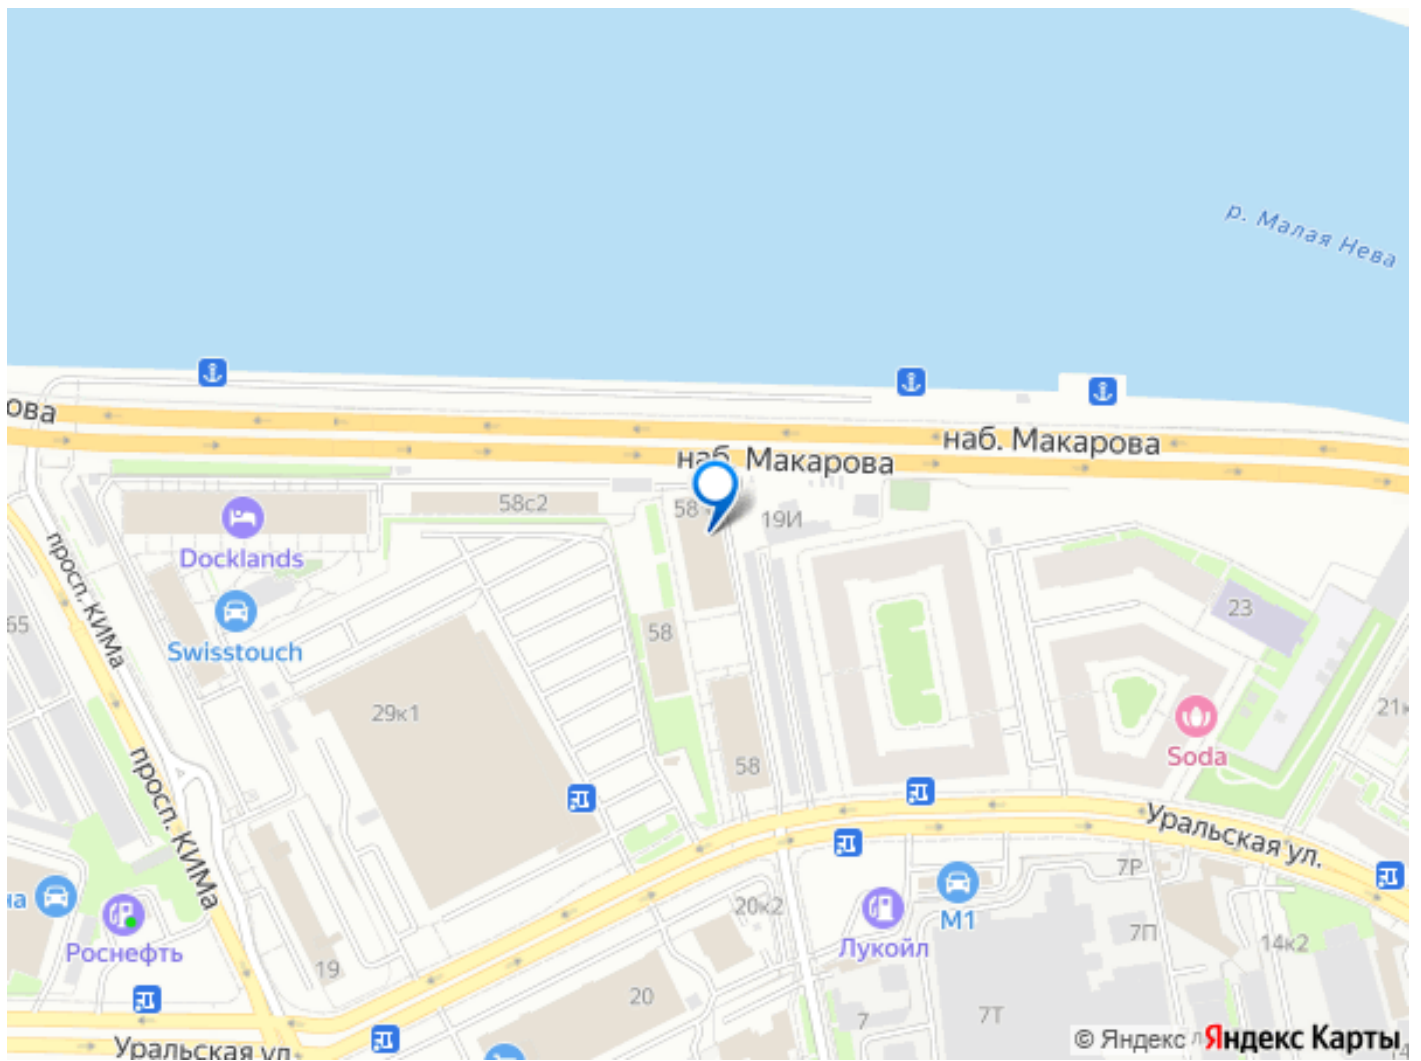 р. Малая Нева
ова
наб. Макарова
наб. Макарова
58с2
58
19И
Docklands
просп. КИМа
23
65
58
Swisstouch
29к1
21к
Soda
58
просп. КИМа
Уральская ул.
7Р
на
М1
20к2
Роснефть
Лукойл
7П
14к2
19
20
7
7Т
Уральская ул.
© Яндекс
Яндекс Карты